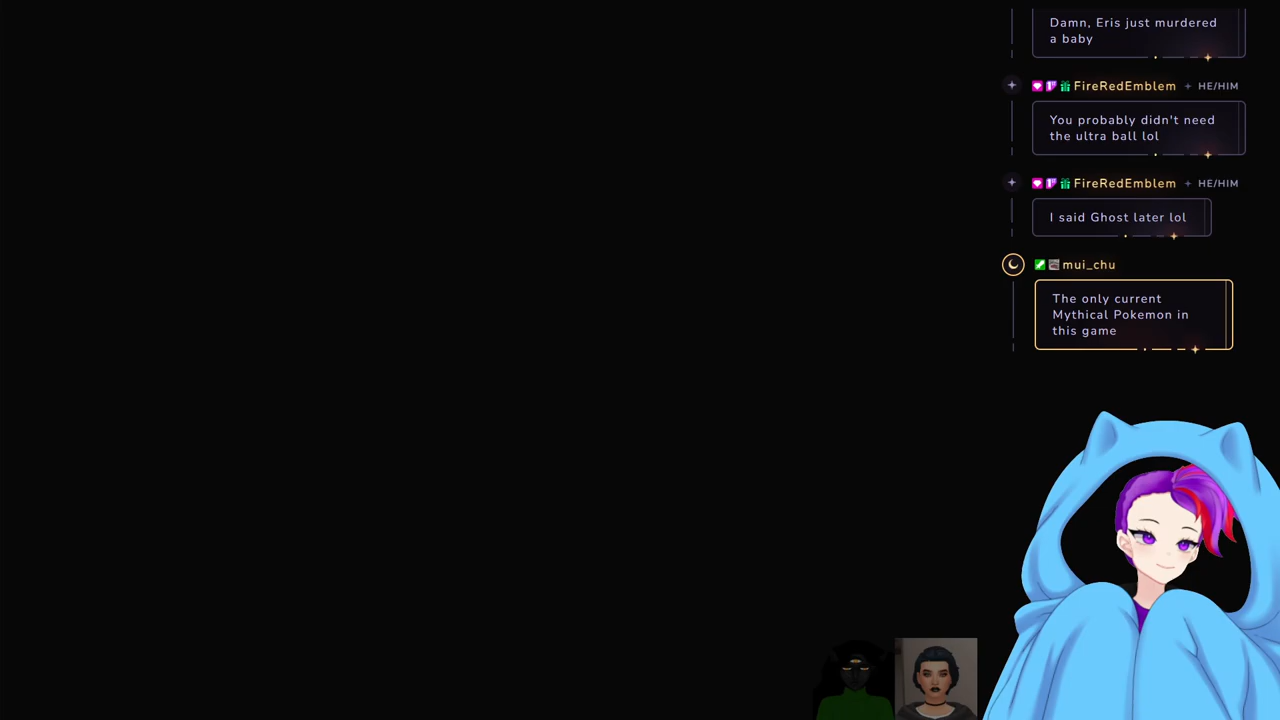 Damn, Eris just murdered
a baby
FireRedEmblem HE/HIM
You probably didn't need
the ultra ball lol
FireRedEmblem HE/HIM
I said Ghost later lol
mui_chu
The only current
Mythical Pokemon in
this game